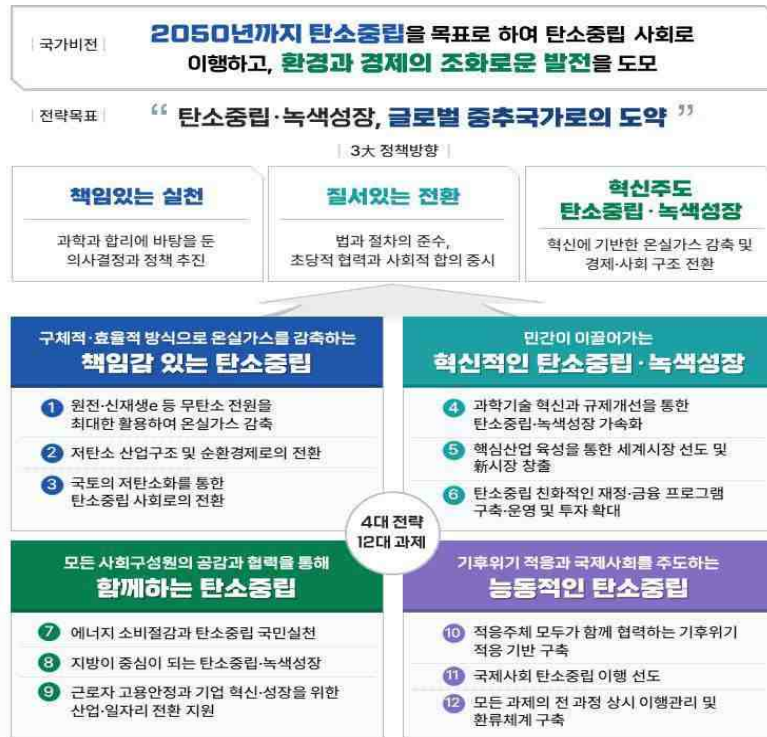 | 국가비전 |
2050년까지 탄소중립을 목표로 하여 탄소중립 사회로
이행하고, 환경과 경제의 조화로운 발전을 도모
| 전략목표 |
“ 탄소중립·녹색성장, 글로벌 중추국가로의 도약 ”
| 3大 정책방향 |
책임있는 실천
과학과 합리에 바탕을 둔
의사결정과 정책 추진
질서있는 전환
법과 절차의 준수,
초당적 협력과 사회적 합의 중시
혁신주도
탄소중립·녹색성장
혁신에 기반한 온실가스 감축 및
경제·사회 구조 전환
구체적·효율적 방식으로 온실가스를 감축하는
책임감 있는 탄소중립
1 원전·신재생e 등 무탄소 전원을
최대한 활용하여 온실가스 감축
2 저탄소 산업구조 및 순환경제로의 전환
3 국토의 저탄소화를 통한
탄소중립 사회로의 전환
민간이 이끌어가는
혁신적인 탄소중립·녹색성장
4 과학기술 혁신과 규제개선을 통한
탄소중립·녹색성장 가속화
5 핵심산업 육성을 통한 세계시장 선도 및
新시장 창출
6 탄소중립 친화적인 재정·금융 프로그램
구축·운영 및 투자 확대
4대 전략
12대 과제
모든 사회구성원의 공감과 협력을 통해
함께하는 탄소중립
7 에너지 소비절감과 탄소중립 국민실천
8 지방이 중심이 되는 탄소중립·녹색성장
9 근로자 고용안정과 기업 혁신·성장을 위한
산업·일자리 전환 지원
기후위기 적응과 국제사회를 주도하는
능동적인 탄소중립
10 적응주체 모두가 함께 협력하는 기후위기
적응 기반 구축
11 국제사회 탄소중립 이행 선도
12 모든 과제의 전 과정 상시 이행관리 및
환류체계 구축